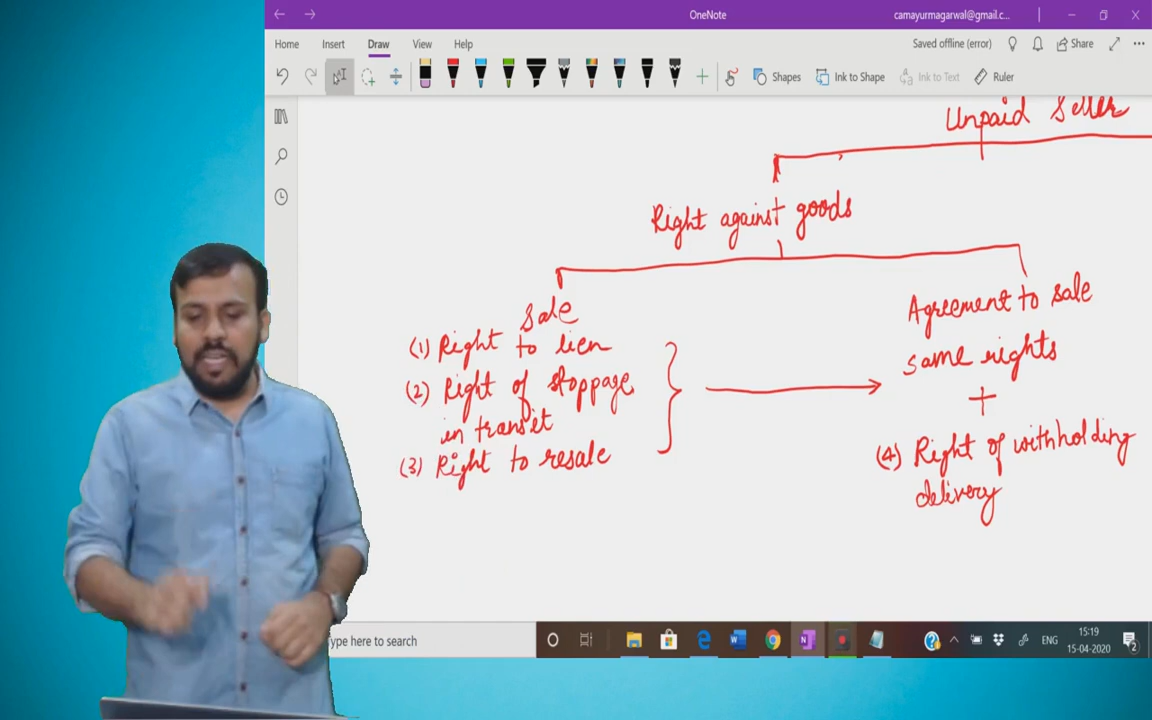 OneNote
camayurmagarwal@gmail.c...
Home Insert Draw View Help
Saved offline (error) Share
Shapes Ink to Shape Ink to Text Ruler
Unpaid Seller
Right against goods
Sale
(1) Right to lien
(2) Right of stoppage
in transit
(3) Right to resale
Agreement to sale
same rights
+
(4) Right of withholding
delivery
Type here to search
ENG
15:19
15-04-2020
2